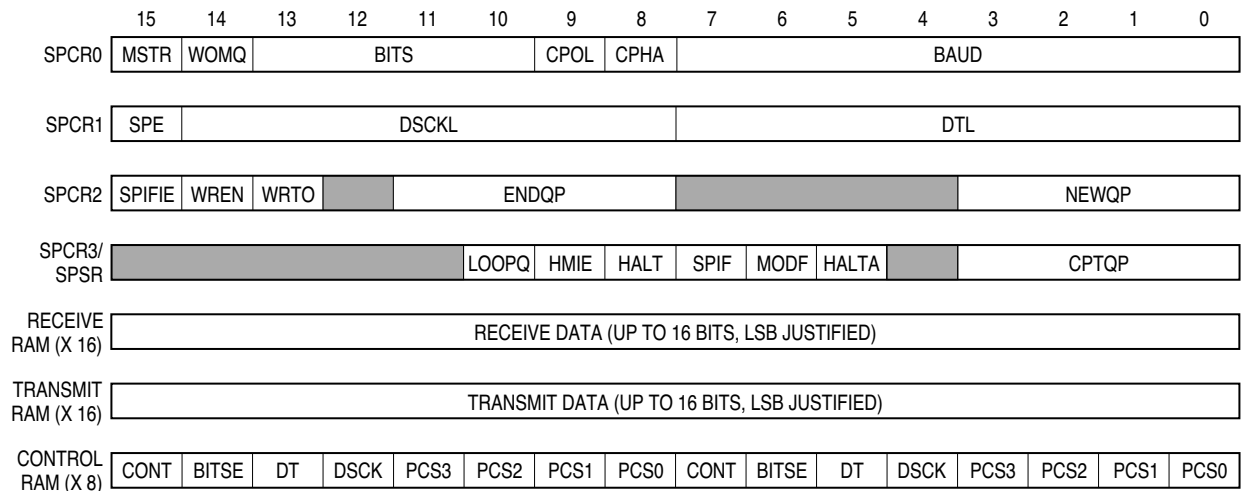 15 14 13 12 11 10 9 8 7 6 5 4 3 2 1 0
SPCR0 MSTR WOMQ BITS CPOL CPHA BAUD
SPCR1 SPE DSCKL DTL
SPCR2 SPIFIE WREN WRTO ENDQP NEWQP
SPCR3/
SPSR LOOPQ HMIE HALT SPIF MODF HALTA CPTQP
RECEIVE
RAM (X 16) RECEIVE DATA (UP TO 16 BITS, LSB JUSTIFIED)
TRANSMIT
RAM (X 16) TRANSMIT DATA (UP TO 16 BITS, LSB JUSTIFIED)
CONTROL
RAM (X 8) CONT BITSE DT DSCK PCS3 PCS2 PCS1 PCS0 CONT BITSE DT DSCK PCS3 PCS2 PCS1 PCS0